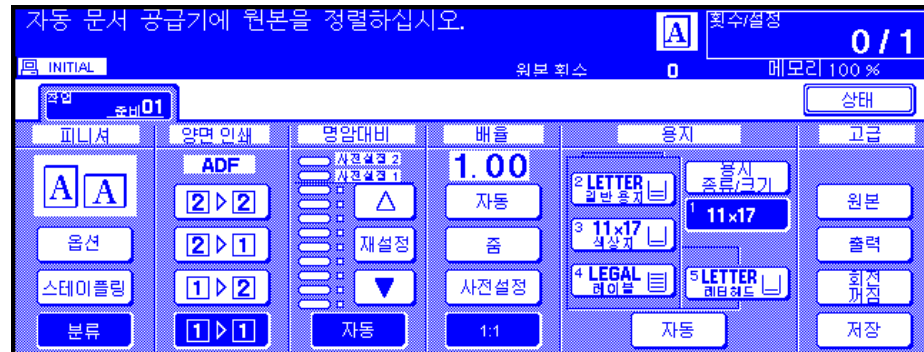 자동 문서 공급기에 원본을 정렬하십시오.
A
횟수/설정
0 / 1
INITIAL
원본 횟수 0
메모리 100 %
작업 준비01
상태
피니셔 양면 인쇄 명암대비 배율 용지 고급
A A
옵션
스테이플링
분류
ADF
2 ▷ 2
2 ▷ 1
1 ▷ 2
1 ▷ 1
사전설정 2
사전설정 1
△
재설정
▼
자동
1.00
자동
줌
사전설정
1:1
2 LETTER
일반 용지
3 11x17
색상지
4 LEGAL
레이블
용지
종류/크기
1 11x17
5 LETTER
레터헤드
자동
원본
출력
회전
꺼짐
저장